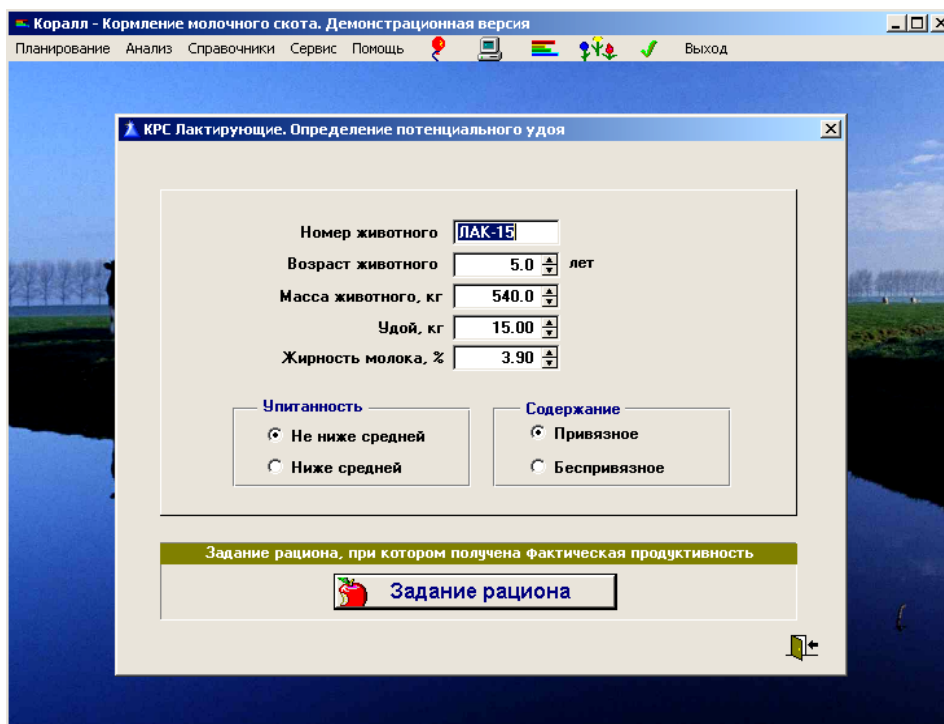 Коралл - Кормление молочного скота. Демонстрационная версия
Планирование Анализ Справочники Сервис Помощь Выход
КРС Лактирующие. Определение потенциального удоя
Номер животного ЛАК-15
Возраст животного 5.0 лет
Масса животного, кг 540.0
Удой, кг 15.00
Жирность молока, % 3.90
Упитанность Содержание
Не ниже средней Привязное
Ниже средней Беспривязное
Задание рациона, при котором получена фактическая продуктивность
Задание рациона